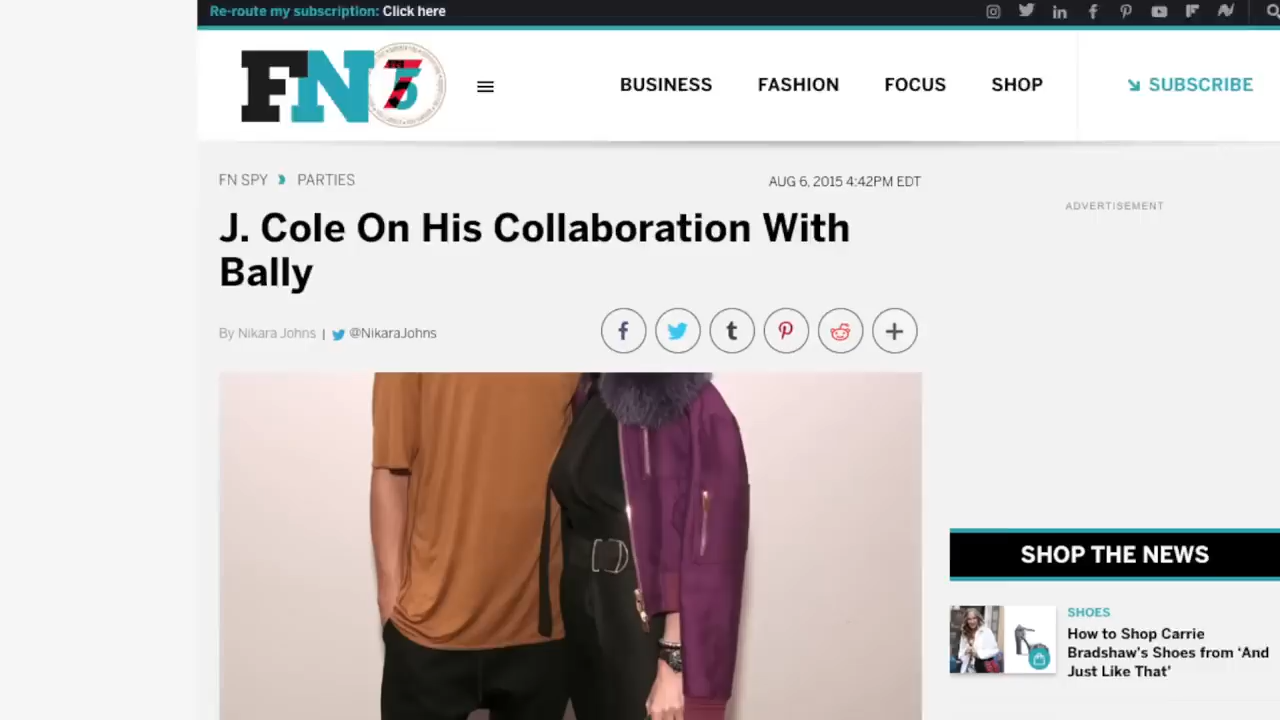 Re-route my subscription: Click here
FN
BUSINESS FASHION FOCUS SHOP SUBSCRIBE
FN SPY PARTIES
AUG 6, 2015 4:42PM EDT
ADVERTISEMENT
J. Cole On His Collaboration With
Bally
By Nikara Johns | @NikaraJohns
SHOP THE NEWS
SHOES
How to Shop Carrie
Bradshaw's Shoes from ‘And
Just Like That’